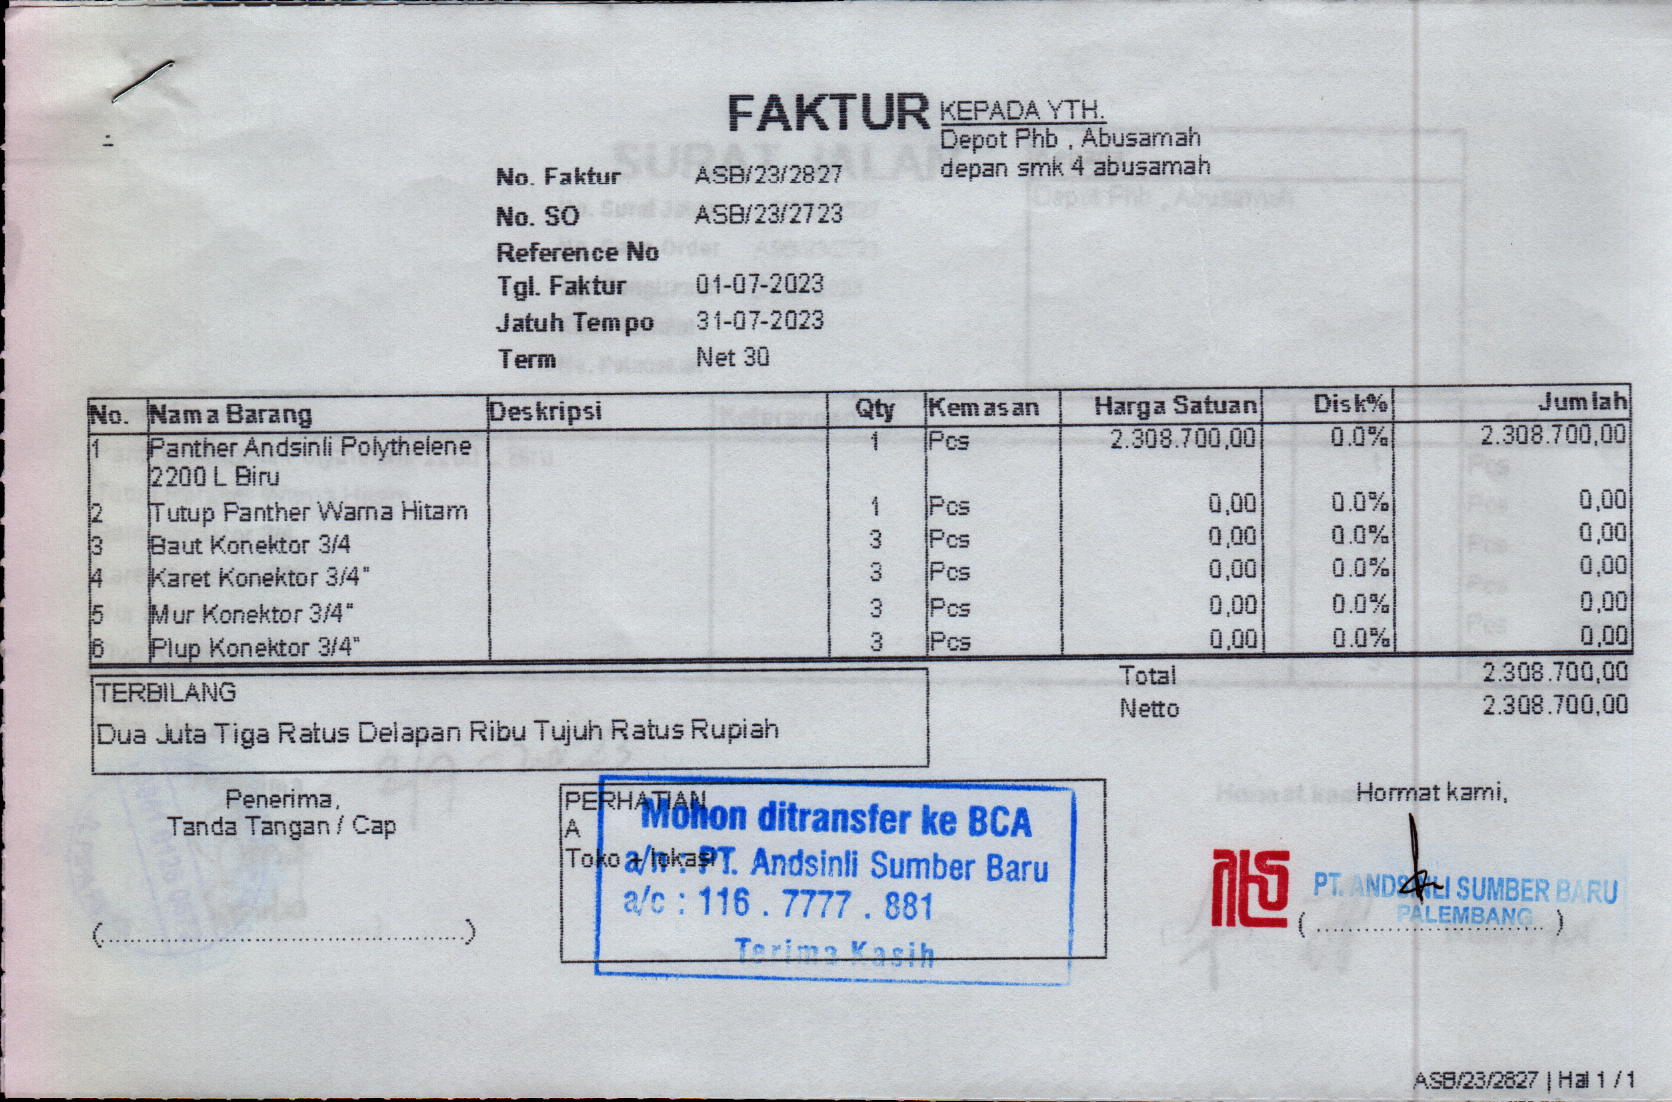 FAKTUR
KEPADA YTH.
Depot Phb , Abusamah
depan smk 4 abusamah
No. Faktur ASB/23/2827
No. SO ASB/23/2723
Reference No
Tgl. Faktur 01-07-2023
Jatuh Tempo 31-07-2023
Term Net 30
No. Nama Barang Deskripsi Qty Kemasan Harga Satuan Disk% Jumlah
1 Panther Andsinli Polythelene 1 Pcs 2.308.700,00 0.0% 2.308.700,00
2200 L Biru
2 Tutup Panther Warna Hitam 1 Pcs 0,00 0.0% 0,00
3 Baut Konektor 3/4 3 Pcs 0,00 0.0% 0,00
4 Karet Konektor 3/4" 3 Pcs 0,00 0.0% 0,00
5 Mur Konektor 3/4" 3 Pcs 0,00 0.0% 0,00
6 Plup Konektor 3/4" 3 Pcs 0,00 0.0% 0,00
Total 2.308.700,00
Netto 2.308.700,00
TERBILANG
Dua Juta Tiga Ratus Delapan Ribu Tujuh Ratus Rupiah
Penerima,
Tanda Tangan / Cap
(....................................................)
PERHATIAN
A
Toko + lokasi
Mohon ditransfer ke BCA
a/n : PT. Andsinli Sumber Baru
a/c : 116 . 7777 . 881
Terima Kasih
Hormat kami,
PT. ANDSINLI SUMBER BARU
PALEMBANG
( ................................ )
ASB/23/2827 | Hal 1 / 1